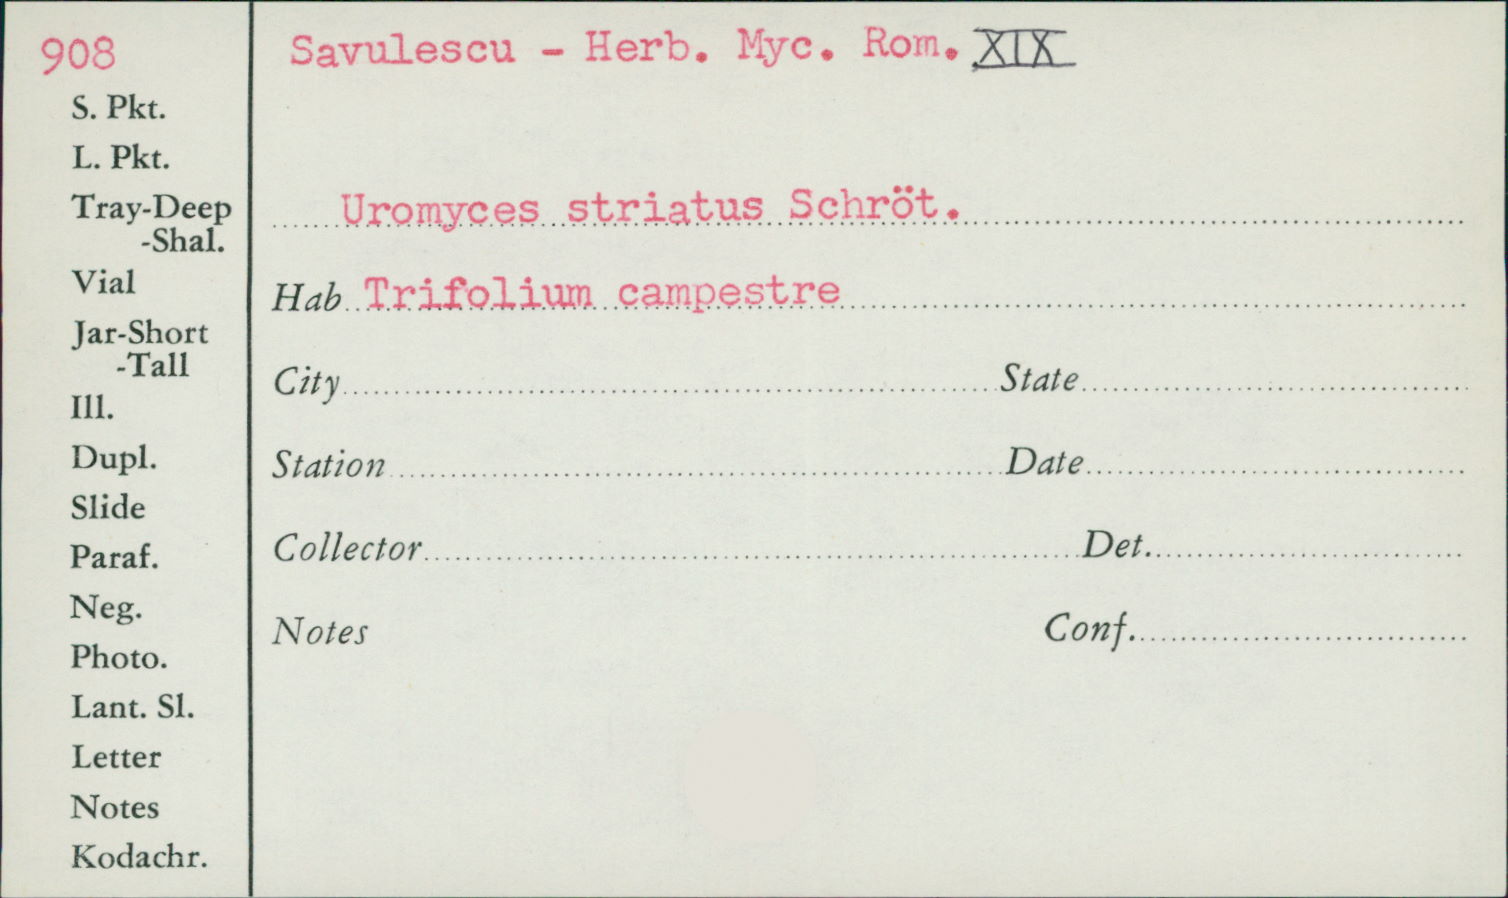 908
Savulescu - Herb. Myc. Rom. XIX
S. Pkt.
L. Pkt.
Tray-Deep
-Shal.
Vial
Jar-Short
-Tall
Ill.
Dupl.
Slide
Paraf.
Neg.
Photo.
Lant. Sl.
Letter
Notes
Kodachr.
Uromyces striatus Schröt.
Hab Trifolium campestre
City State
Station Date
Collector Det.
Notes Conf.